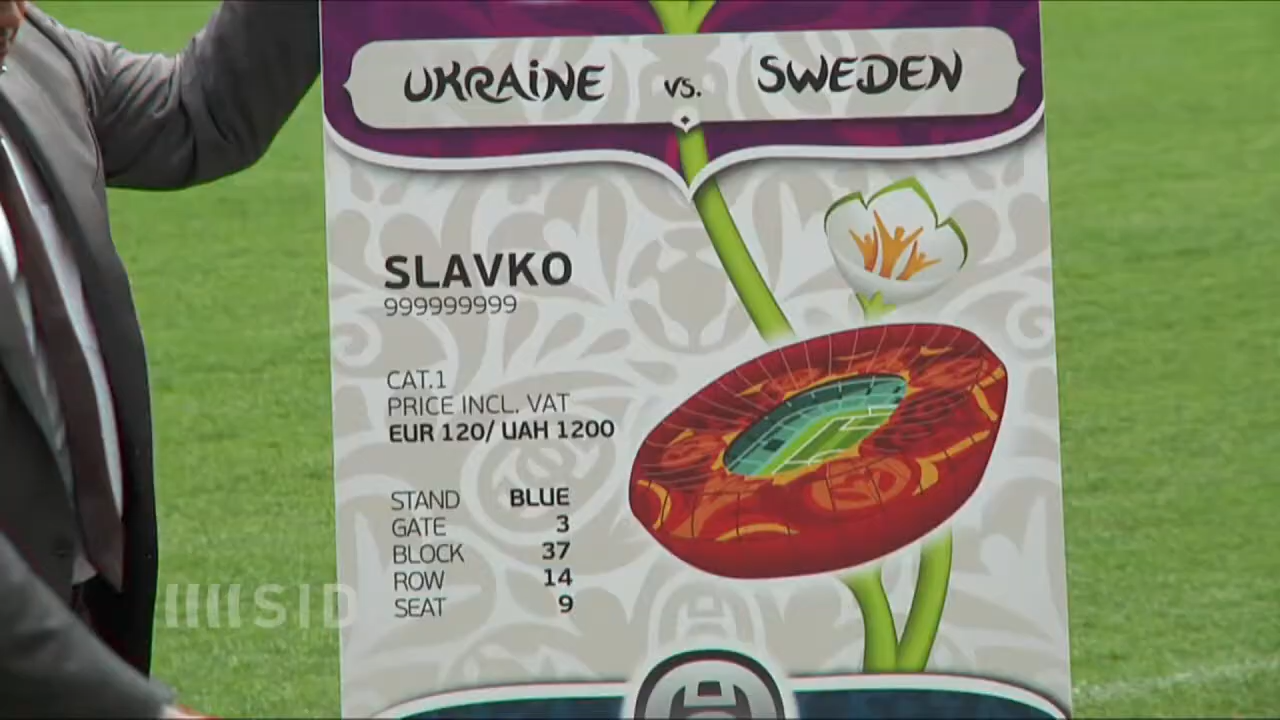 UKRAINE vs. SWEDEN
SLAVKO
999999999
CAT.1
PRICE INCL. VAT
EUR 120/ UAH 1200
STAND BLUE
GATE 3
BLOCK 37
ROW 14
SEAT 9
SID